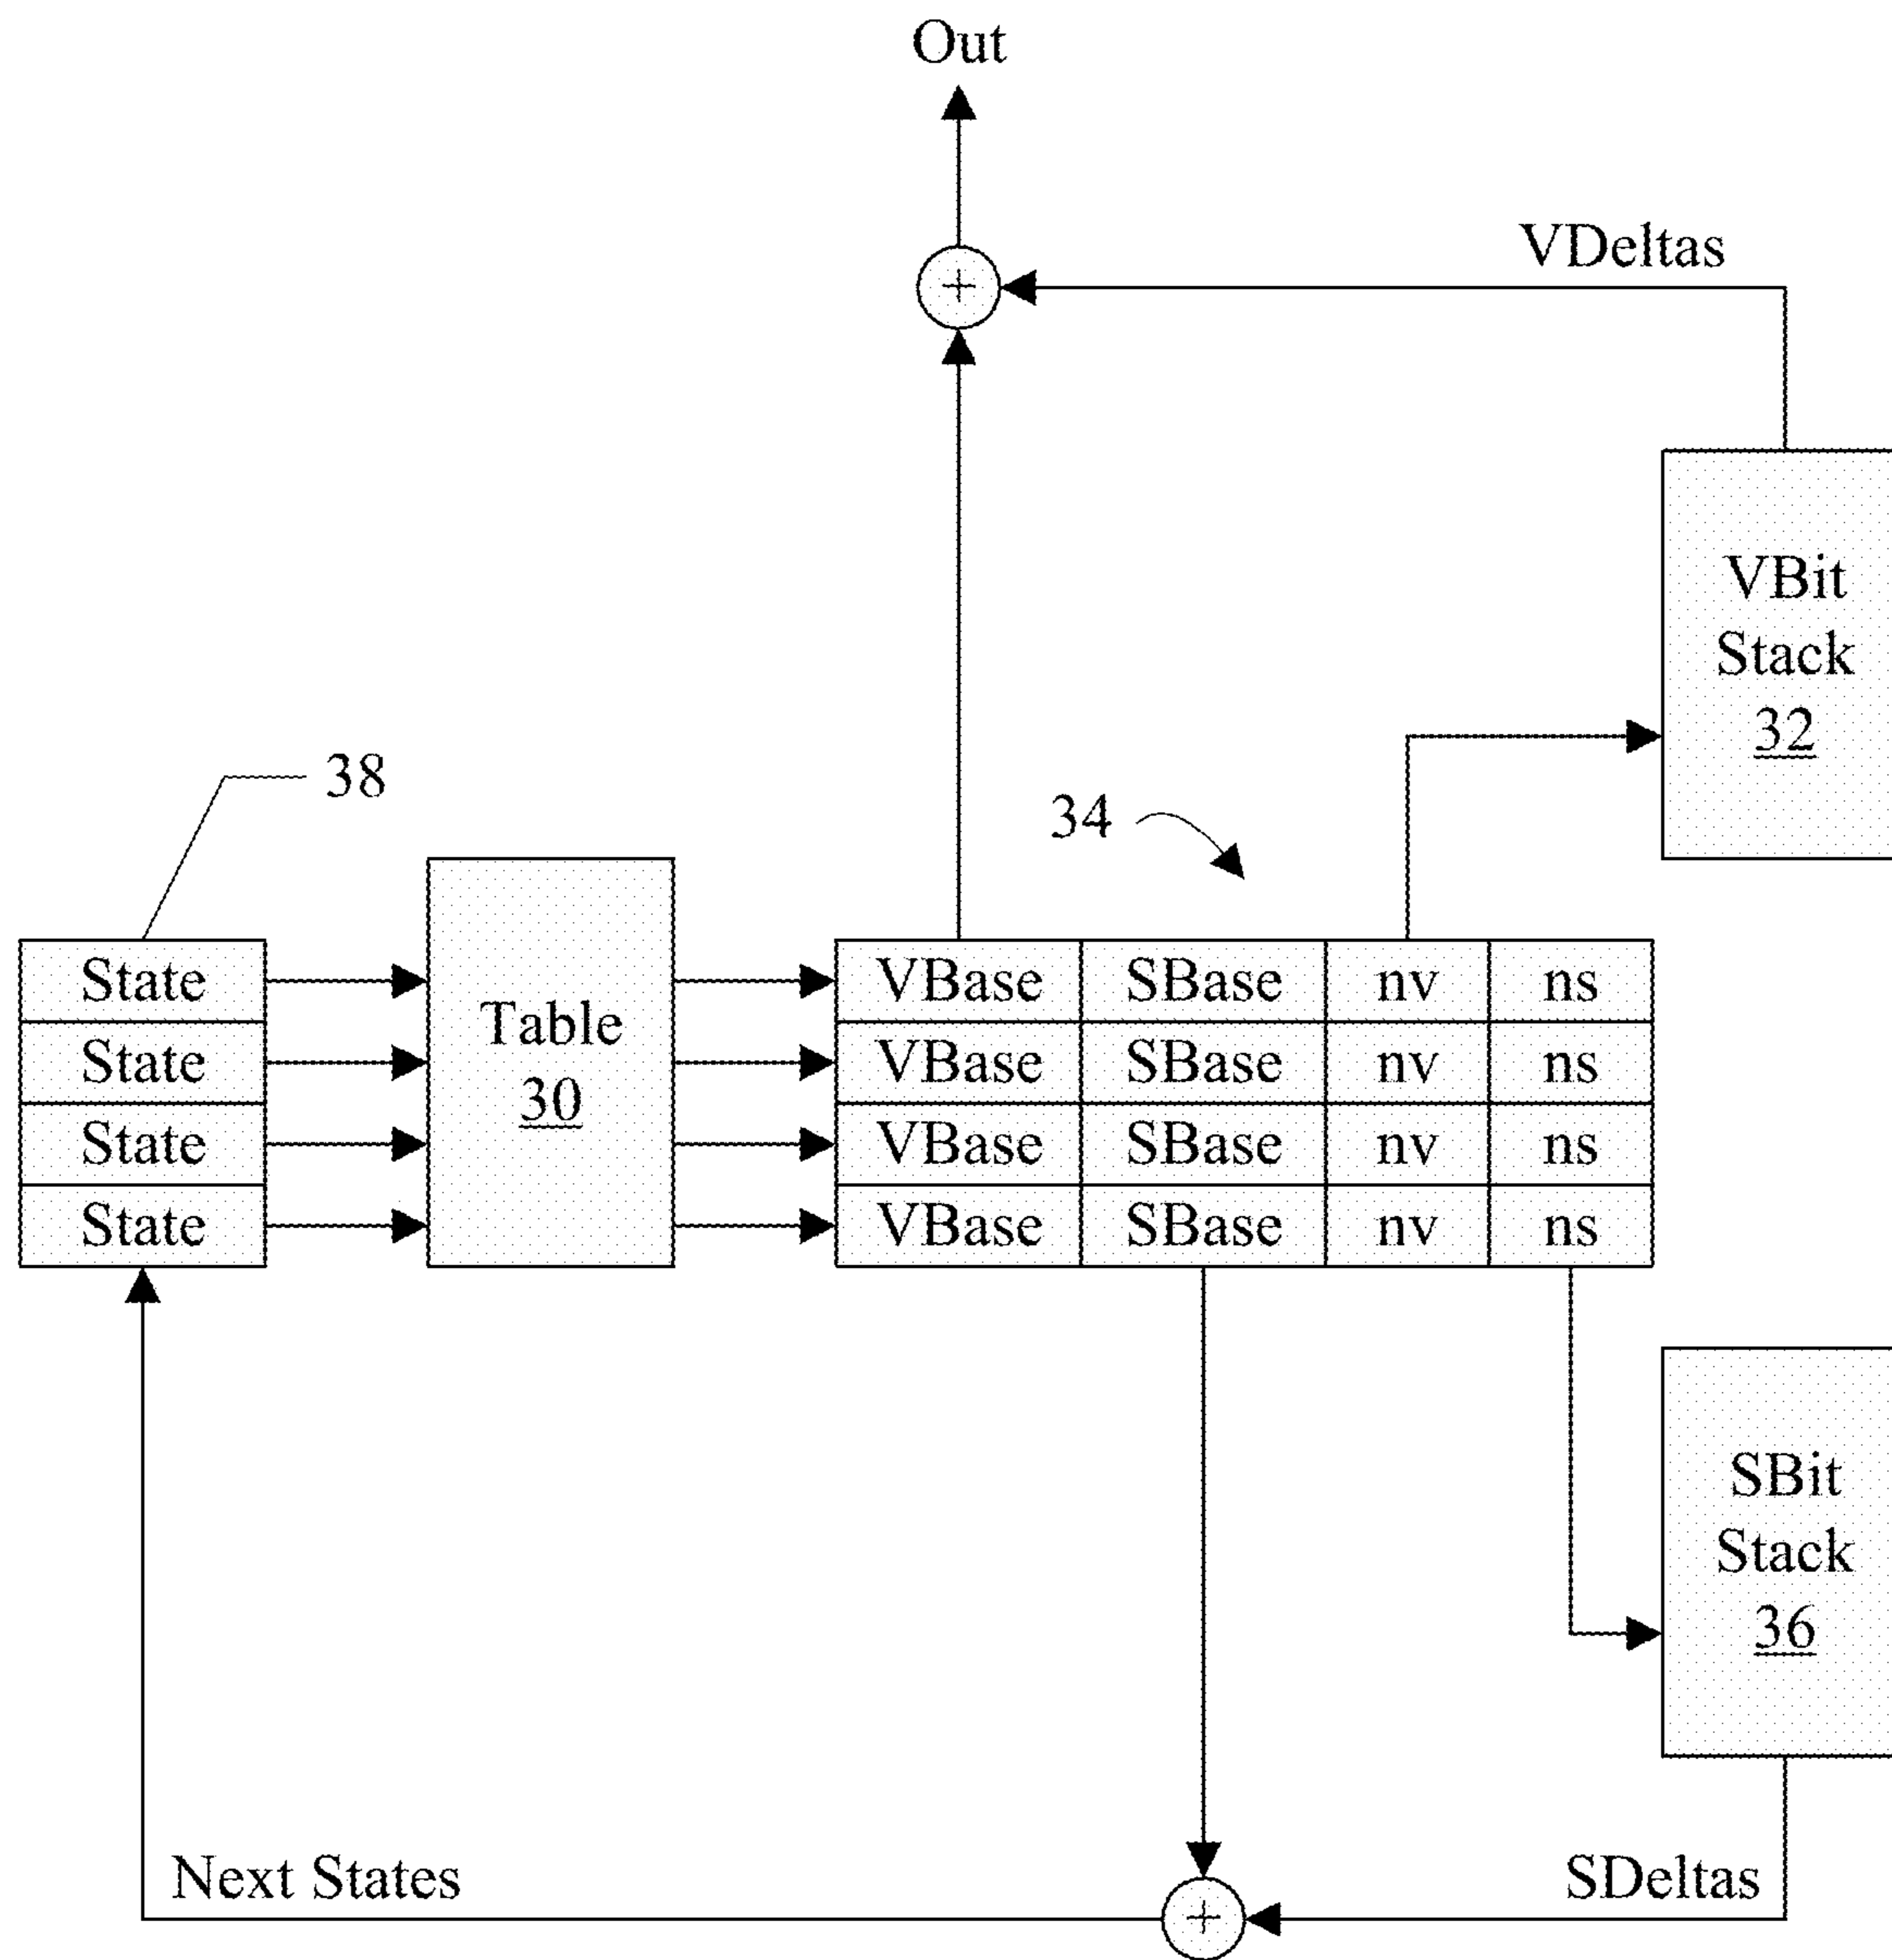 Out
VDeltas
VBit
Stack
32
38
34
State
State
State
State
Table
30
VBase SBase nv ns
VBase SBase nv ns
VBase SBase nv ns
VBase SBase nv ns
SBit
Stack
36
Next States
SDeltas
+
+